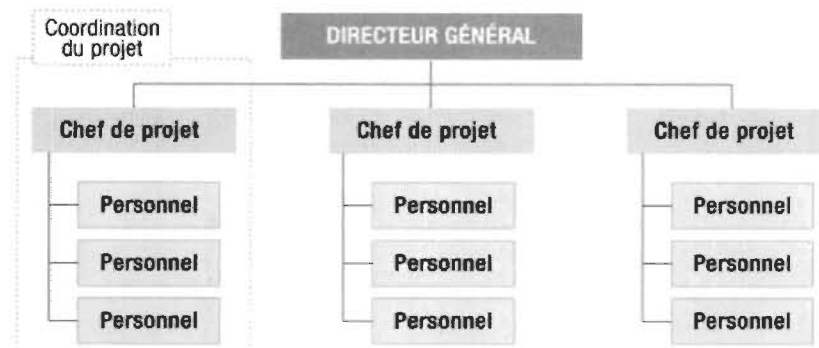 Coordination
du projet
DIRECTEUR GÉNÉRAL
Chef de projet
Chef de projet
Chef de projet
Personnel
Personnel
Personnel
Personnel
Personnel
Personnel
Personnel
Personnel
Personnel